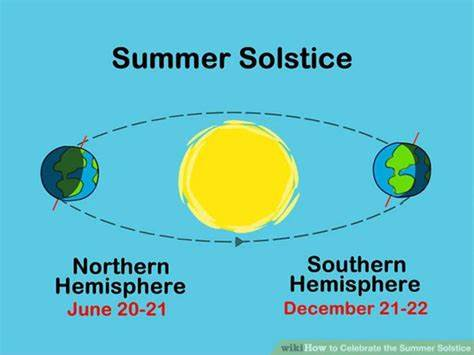 Summer Solstice
Northern
Hemisphere
June 20-21
Southern
Hemisphere
December 21-22
wikiHow to Celebrate the Summer Solstice